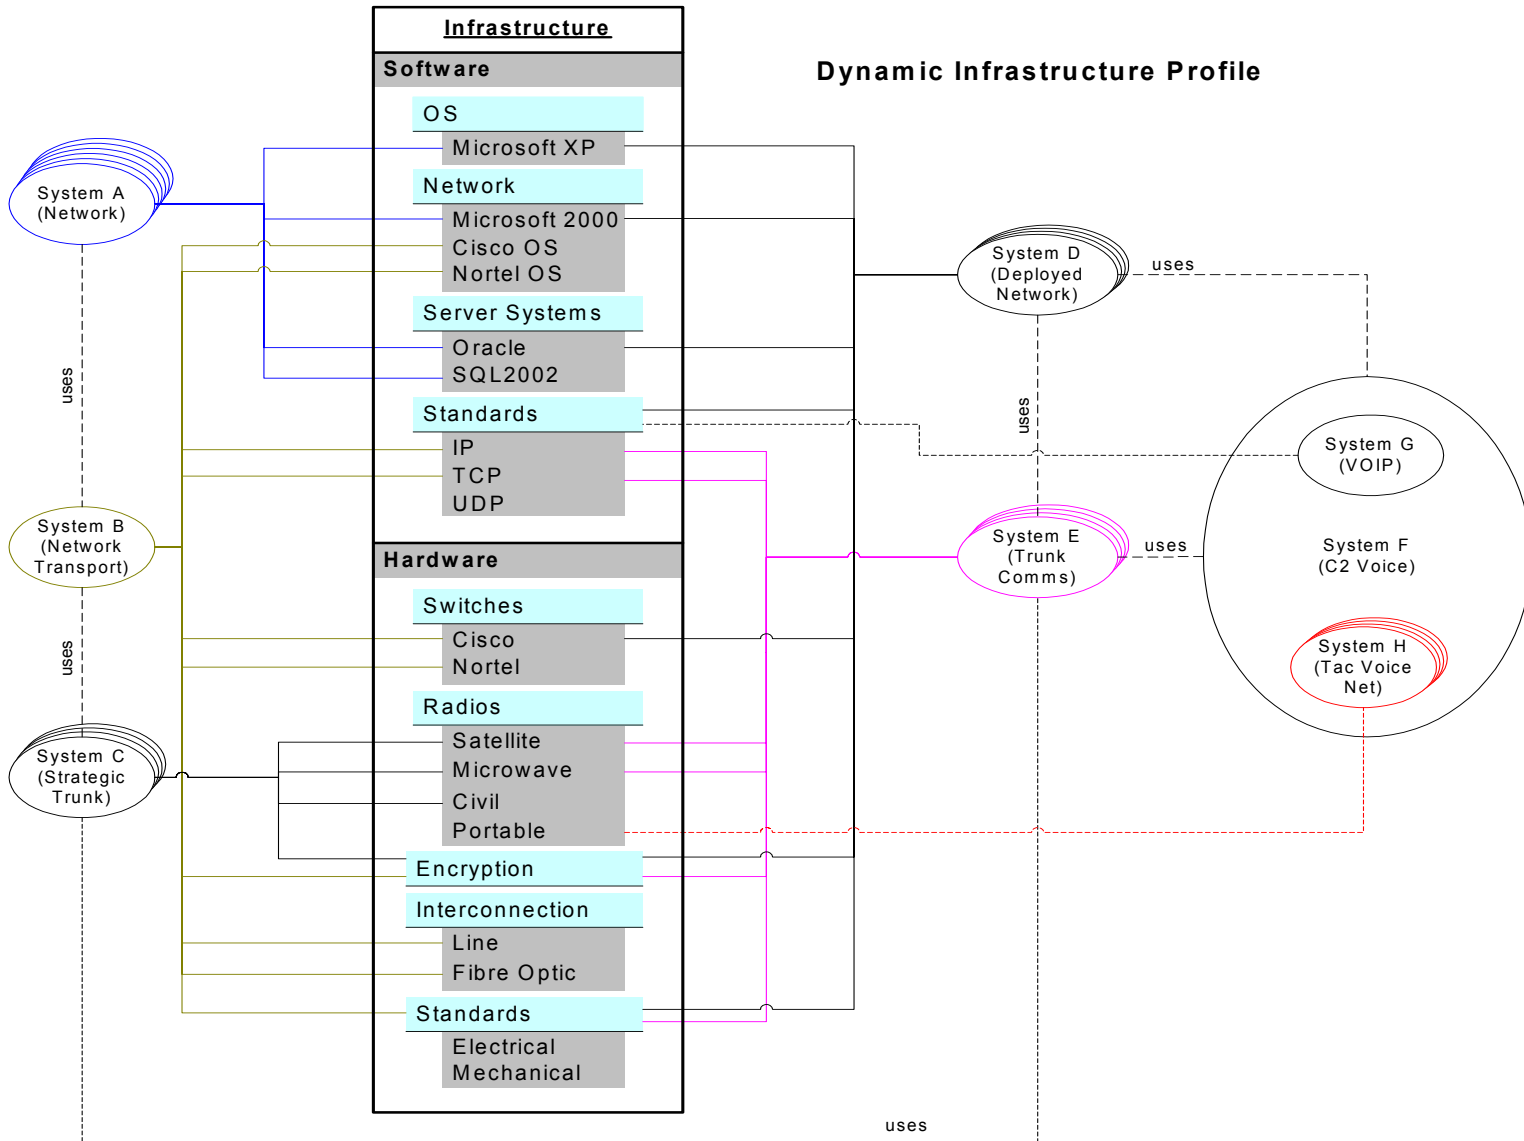 Infrastructure
Dynamic Infrastructure Profile
Software
OS
Microsoft XP
Network
Microsoft 2000
Cisco OS
Nortel OS
Server Systems
Oracle
SQL2002
Standards
IP
TCP
UDP
Hardware
Switches
Cisco
Nortel
Radios
Satellite
Microwave
Civil
Portable
Encryption
Interconnection
Line
Fibre Optic
Standards
Electrical
Mechanical
System A
(Network)
uses
System B
(Network
Transport)
uses
System C
(Strategic
Trunk)
System D
(Deployed
Network)
uses
uses
System E
(Trunk
Comms)
uses
System G
(VOIP)
System F
(C2 Voice)
System H
(Tac Voice
Net)
uses